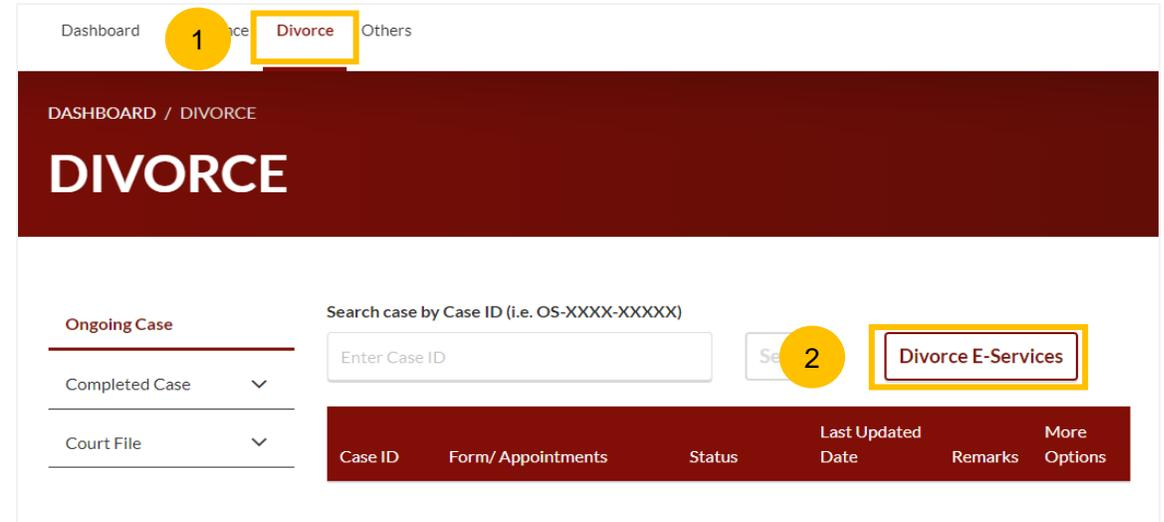 Dashboard Divorce Others
1
DASHBOARD / DIVORCE
DIVORCE
Ongoing Case
Completed Case
Court File
Search case by Case ID (i.e. OS-XXXX-XXXXX)
Enter Case ID
2
Divorce E-Services
Case ID Form/ Appointments Status Last Updated Date Remarks More Options